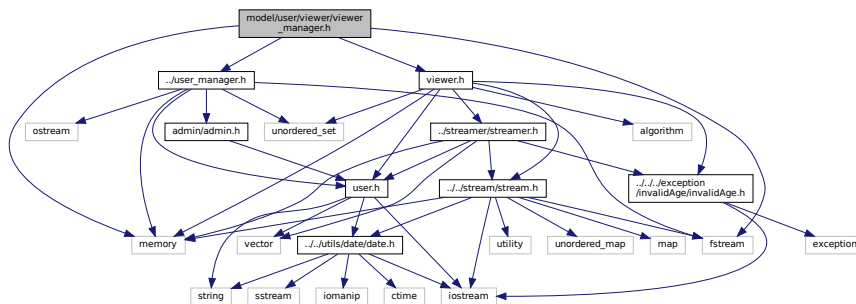 model/user/viewer/viewer
_manager.h
../user_manager.h
viewer.h
ostream
admin/admin.h
unordered_set
../streamer/streamer.h
algorithm
user.h
../../stream/stream.h
../../../exception
/invalidAge/invalidAge.h
memory
vector
../../utils/date/date.h
utility
unordered_map
map
fstream
exception
string
sstream
iomanip
ctime
iostream